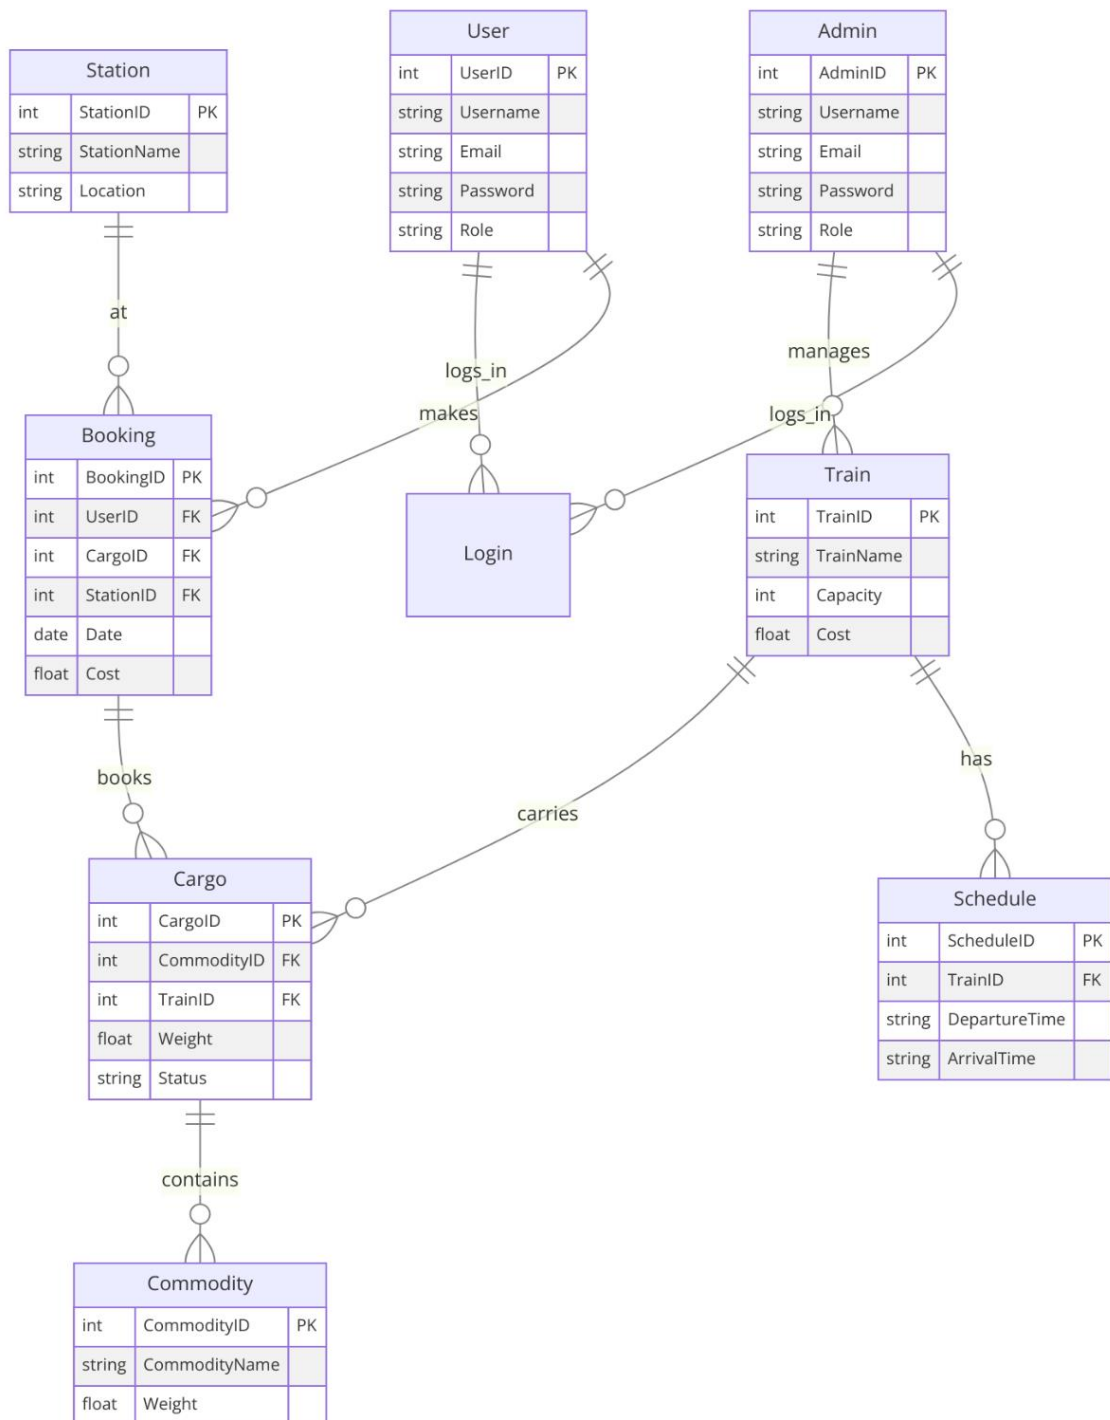 Station
int StationID PK
string StationName
string Location
User
int UserID PK
string Username
string Email
string Password
string Role
Admin
int AdminID PK
string Username
string Email
string Password
string Role
at
logs_in
makes
manages
logs_in
Booking
int BookingID PK
int UserID FK
int CargoID FK
int StationID FK
date Date
float Cost
Login
Train
int TrainID PK
string TrainName
int Capacity
float Cost
books
carries
has
Cargo
int CargoID PK
int CommodityID FK
int TrainID FK
float Weight
string Status
Schedule
int ScheduleID PK
int TrainID FK
string DepartureTime
string ArrivalTime
contains
Commodity
int CommodityID PK
string CommodityName
float Weight